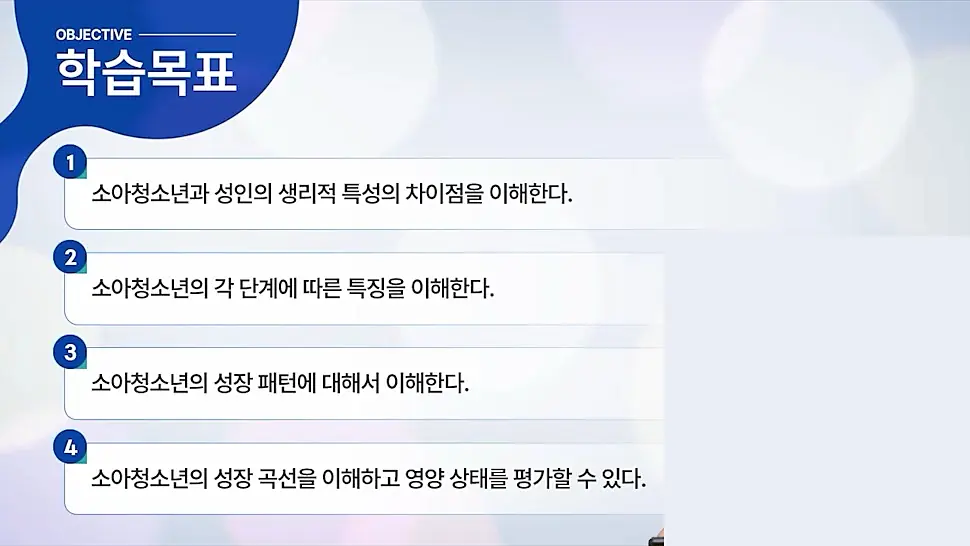 OBJECTIVE
학습목표
1
소아청소년과 성인의 생리적 특성의 차이점을 이해한다.
2
소아청소년의 각 단계에 따른 특징을 이해한다.
3
소아청소년의 성장 패턴에 대해서 이해한다.
4
소아청소년의 성장 곡선을 이해하고 영양 상태를 평가할 수 있다.